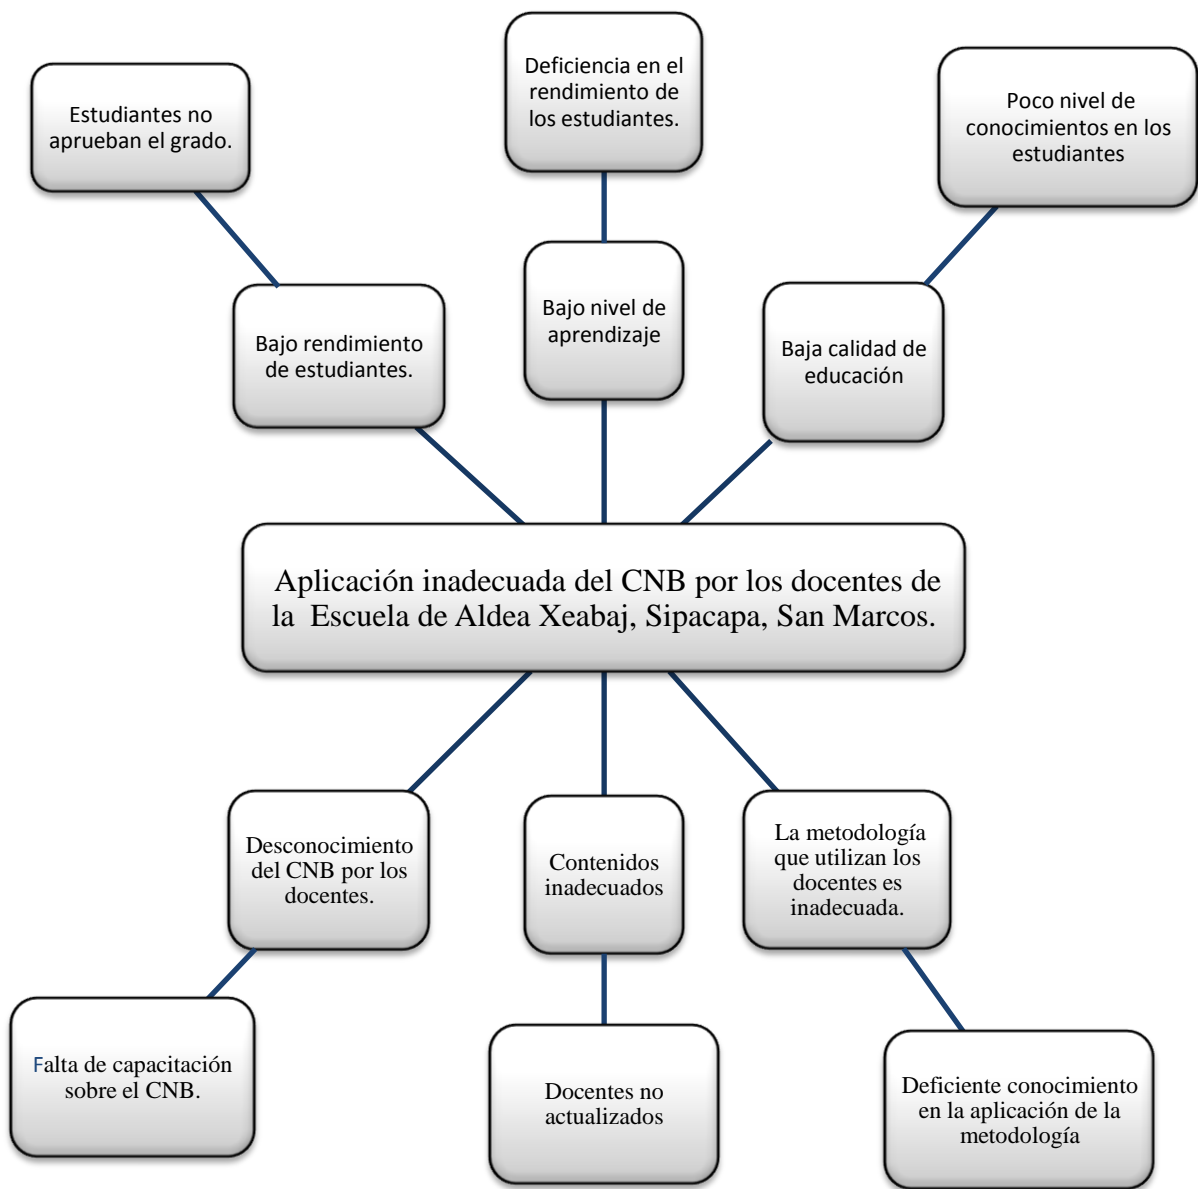 Estudiantes no
aprueban el grado.
Deficiencia en el
rendimiento de
los estudiantes.
Poco nivel de
conocimientos en los
estudiantes
Bajo rendimiento
de estudiantes.
Bajo nivel de
aprendizaje
Baja calidad de
educación
Aplicación inadecuada del CNB por los docentes de
la Escuela de Aldea Xeabaj, Sipacapa, San Marcos.
Desconocimiento
del CNB por los
docentes.
Contenidos
inadecuados
La metodología
que utilizan los
docentes es
inadecuada.
Falta de capacitación
sobre el CNB.
Docentes no
actualizados
Deficiente conocimiento
en la aplicación de la
metodología